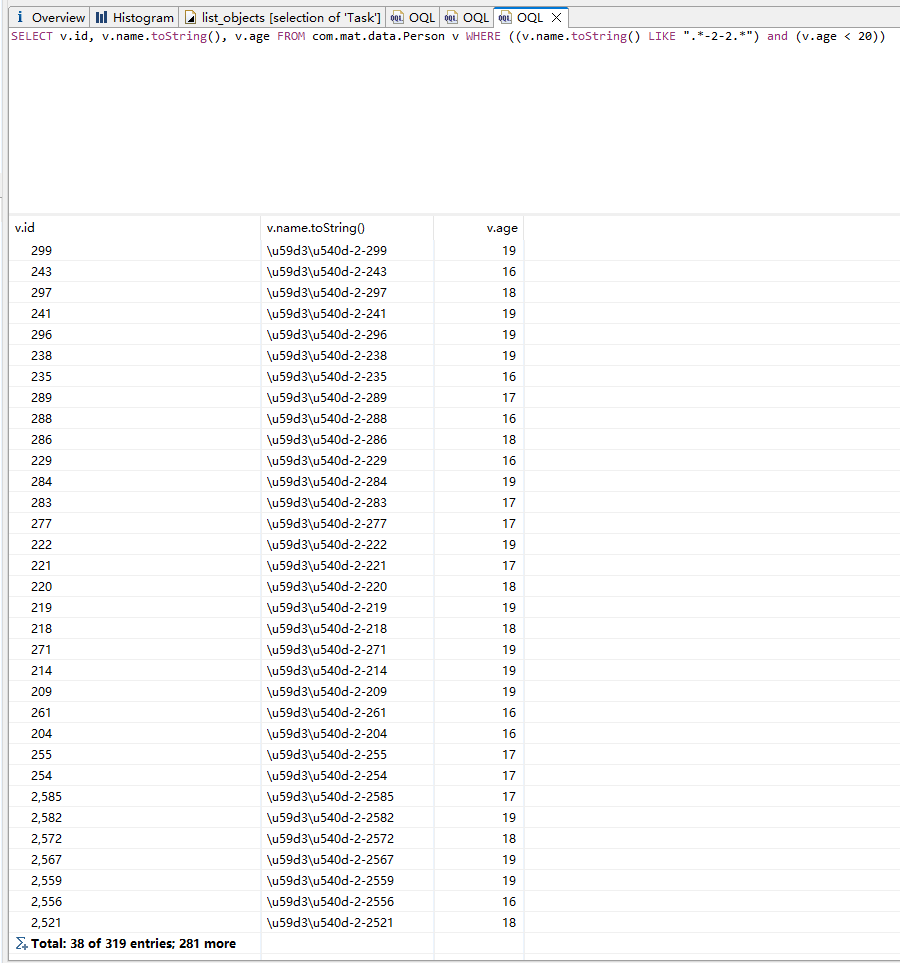 Overview Histogram list_objects [selection of 'Task'] OQL OQL OQL
SELECT v.id, v.name.toString(), v.age FROM com.mat.data.Person v WHERE ((v.name.toString() LIKE ".*-2-2.*") and (v.age < 20))
v.id v.name.toString() v.age
299 \u59d3\u540d-2-299 19
243 \u59d3\u540d-2-243 16
297 \u59d3\u540d-2-297 18
241 \u59d3\u540d-2-241 19
296 \u59d3\u540d-2-296 19
238 \u59d3\u540d-2-238 19
235 \u59d3\u540d-2-235 16
289 \u59d3\u540d-2-289 17
288 \u59d3\u540d-2-288 16
286 \u59d3\u540d-2-286 18
229 \u59d3\u540d-2-229 16
284 \u59d3\u540d-2-284 19
283 \u59d3\u540d-2-283 17
277 \u59d3\u540d-2-277 17
222 \u59d3\u540d-2-222 19
221 \u59d3\u540d-2-221 17
220 \u59d3\u540d-2-220 18
219 \u59d3\u540d-2-219 19
218 \u59d3\u540d-2-218 18
271 \u59d3\u540d-2-271 19
214 \u59d3\u540d-2-214 19
209 \u59d3\u540d-2-209 19
261 \u59d3\u540d-2-261 16
204 \u59d3\u540d-2-204 16
255 \u59d3\u540d-2-255 17
254 \u59d3\u540d-2-254 17
2,585 \u59d3\u540d-2-2585 17
2,582 \u59d3\u540d-2-2582 19
2,572 \u59d3\u540d-2-2572 18
2,567 \u59d3\u540d-2-2567 19
2,559 \u59d3\u540d-2-2559 19
2,556 \u59d3\u540d-2-2556 16
2,521 \u59d3\u540d-2-2521 18
Total: 38 of 319 entries; 281 more